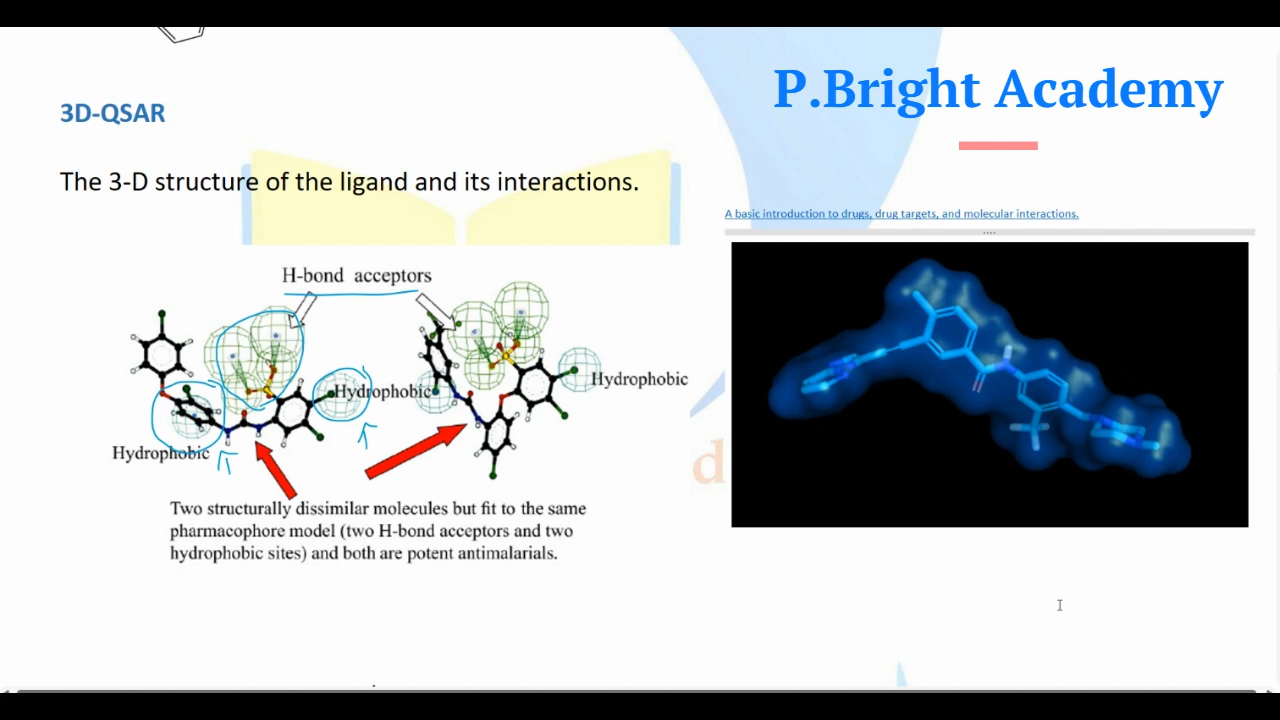 P.Bright Academy
3D-QSAR
The 3-D structure of the ligand and its interactions.
A basic introduction to drugs, drug targets, and molecular interactions.
H-bond acceptors
Hydrophobic
Hydrophobic
Hydrophobic
Two structurally dissimilar molecules but fit to the same
pharmacophore model (two H-bond acceptors and two
hydrophobic sites) and both are potent antimalarials.
d